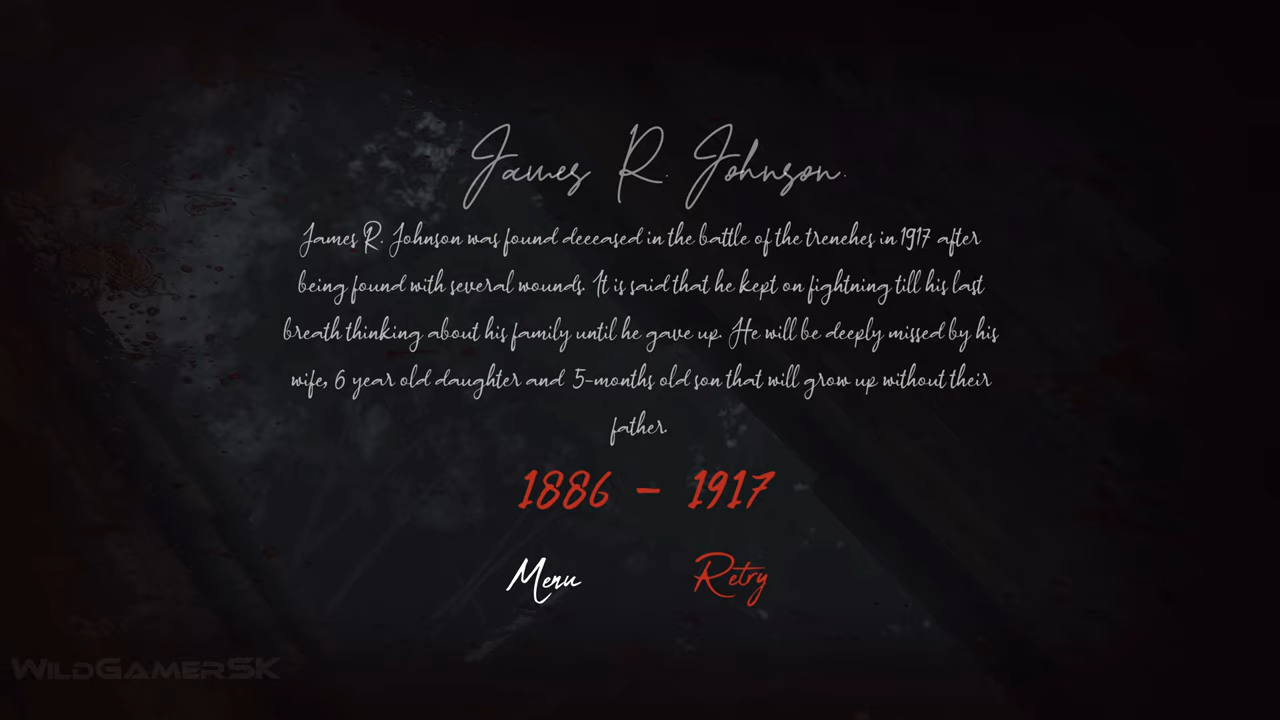 James R. Johnson.
James R. Johnson was found deceased in the battle of the trenches in 1917 after
being found with several wounds. It is said that he kept on fightning till his last
breath thinking about his family until he gave up. He will be deeply missed by his
wife, 6 year old daughter and 5-months old son that will grow up without their
father.
1886 - 1917
Menu Retry
WildGamerSK